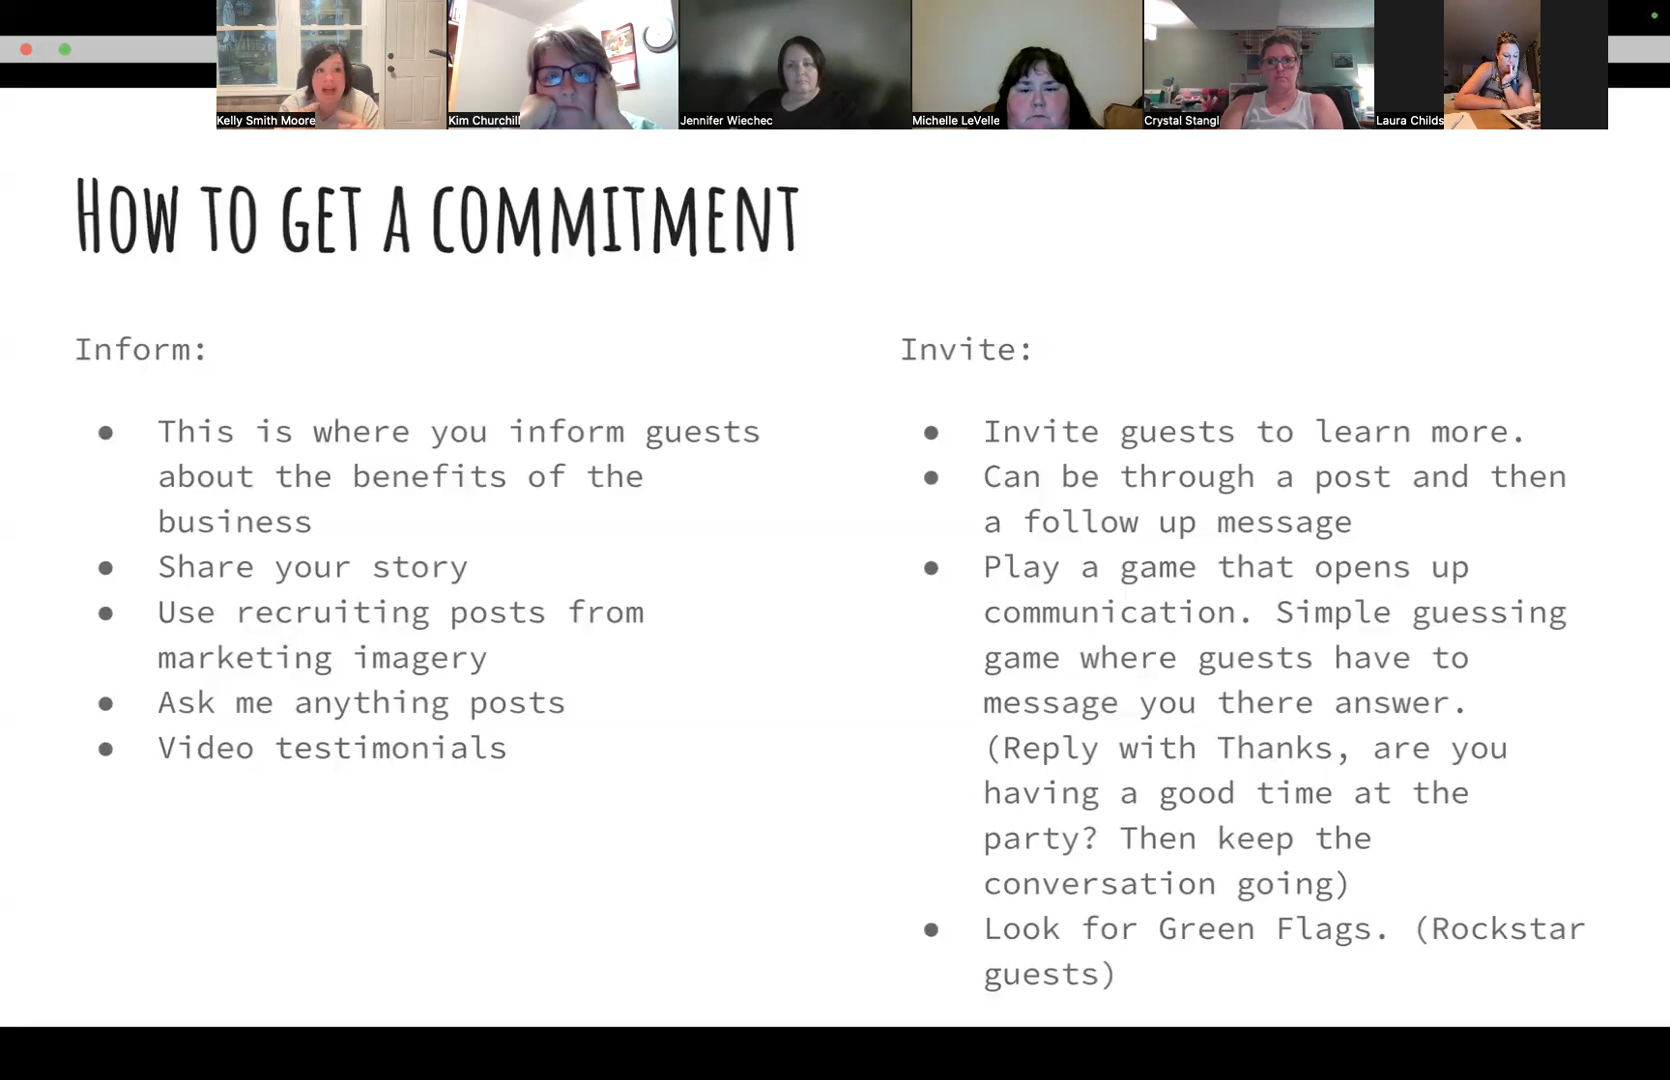 Kelly Smith Moore
Kim Churchill
Jennifer Wiechec
Michelle LeVelle
Crystal Stangl
Laura Childs
How to get a commitment
Inform:
● This is where you inform guests
about the benefits of the
business
● Share your story
● Use recruiting posts from
marketing imagery
● Ask me anything posts
● Video testimonials
Invite:
● Invite guests to learn more.
● Can be through a post and then
a follow up message
● Play a game that opens up
communication. Simple guessing
game where guests have to
message you there answer.
(Reply with Thanks, are you
having a good time at the
party? Then keep the
conversation going)
● Look for Green Flags. (Rockstar
guests)